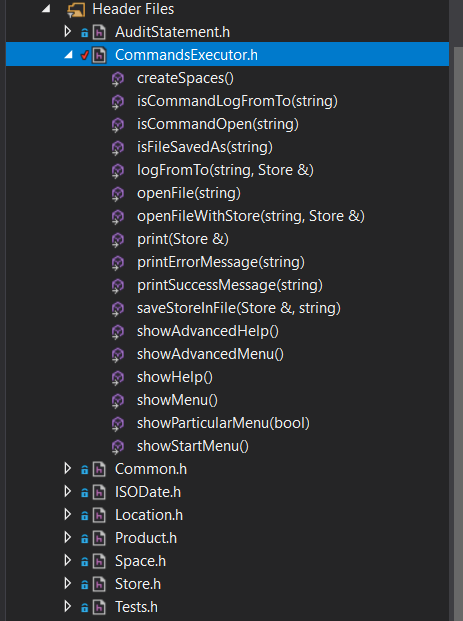 Header Files
AuditStatement.h
CommandsExecutor.h
createSpaces()
isCommandLogFromTo(string)
isCommandOpen(string)
isFileSavedAs(string)
logFromTo(string, Store &)
openFile(string)
openFileWithStore(string, Store &)
print(Store &)
printErrorMessage(string)
printSuccessMessage(string)
saveStoreInFile(Store &, string)
showAdvancedHelp()
showAdvancedMenu()
showHelp()
showMenu()
showParticularMenu(bool)
showStartMenu()
Common.h
ISODate.h
Location.h
Product.h
Space.h
Store.h
Tests.h